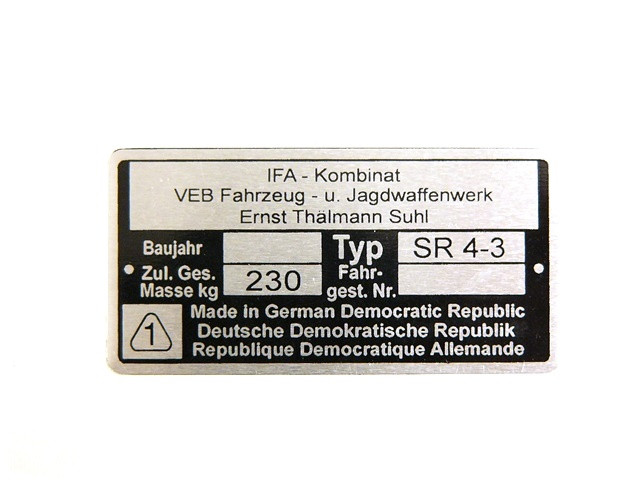 IFA - Kombinat
VEB Fahrzeug - u. Jagdwaffenwerk
Ernst Thälmann Suhl
Baujahr Typ SR 4-3
Zul. Ges. Masse kg 230 Fahr-gest. Nr.
1
Made in German Democratic Republic
Deutsche Demokratische Republik
Republique Democratique Allemande